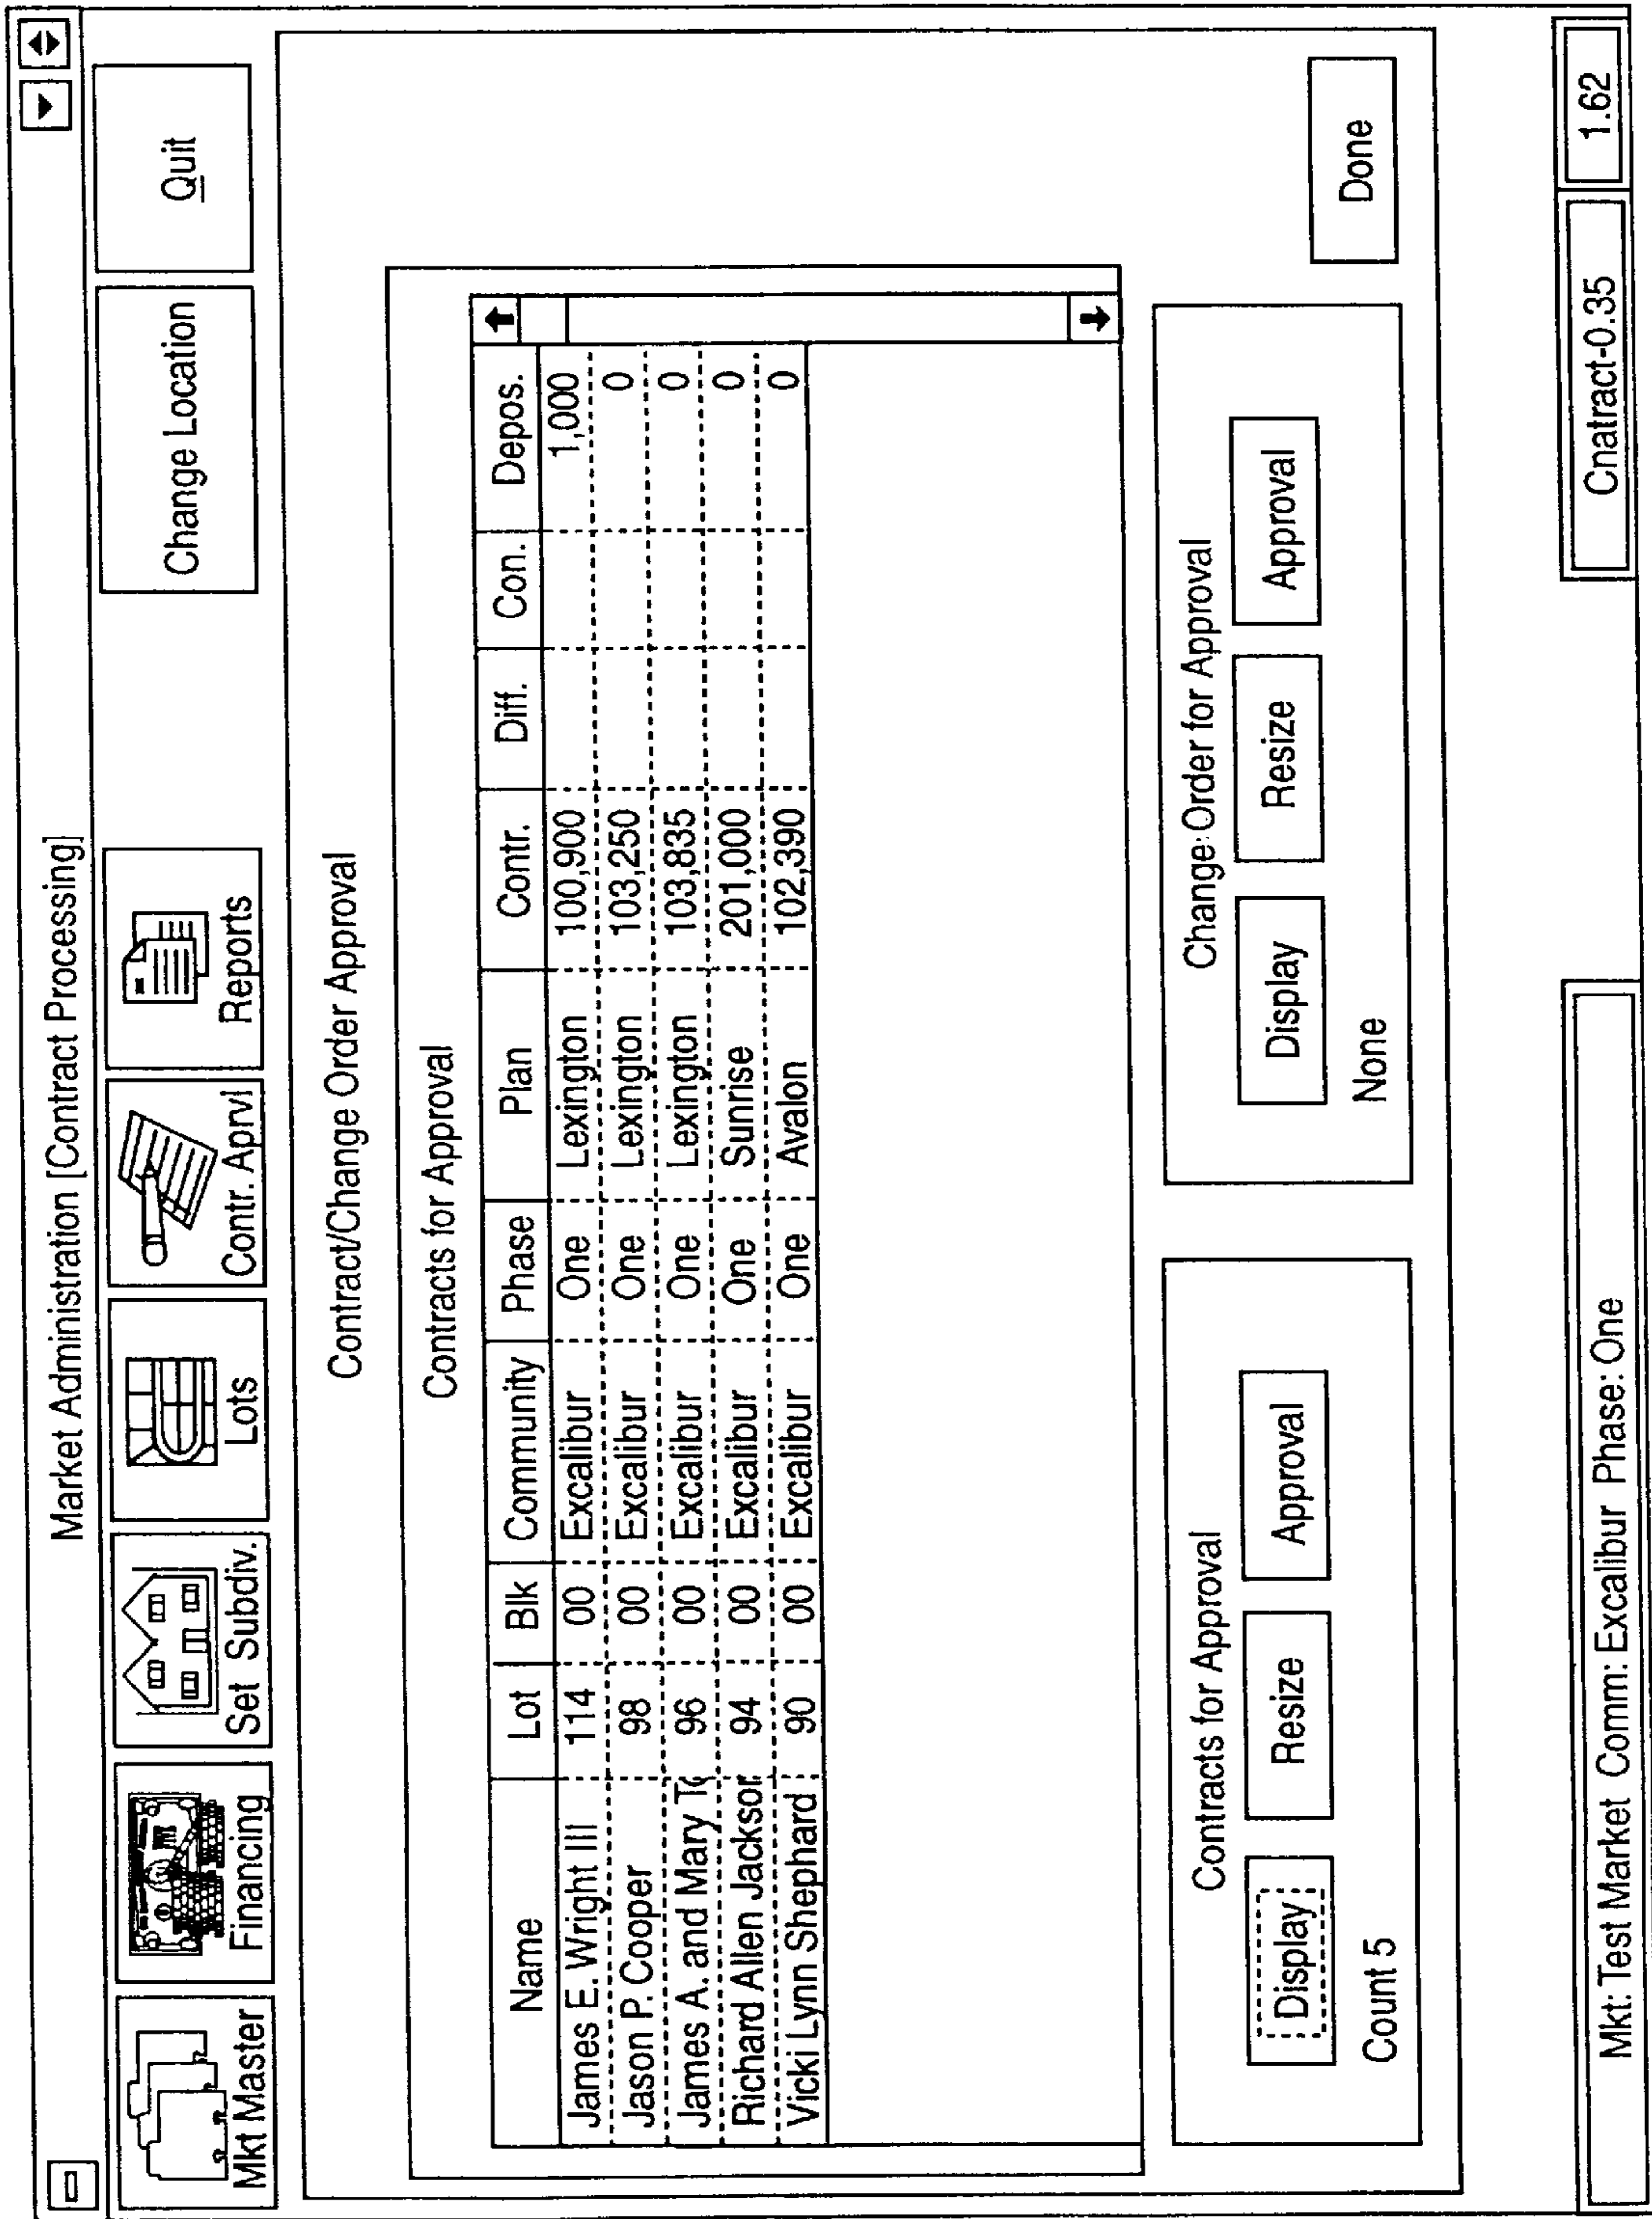 Market Administration [Contract Processing]
Mkt Master Financing Set Subdiv. Lots Contr. Aprvl Reports Change Location Quit
Contract/Change Order Approval
Contracts for Approval
Name Lot Blk Community Phase Plan Contr. Diff. Con. Depos.
James E. Wright III 114 00 Excalibur One Lexington 100,900 1,000
Jason P. Cooper 98 00 Excalibur One Lexington 103,250 0
James A. and Mary 96 00 Excalibur One Lexington 103,835 0
Richard Allen Jackson 94 00 Excalibur One Sunrise 201,000 0
Vicki Lynn Shephard 90 00 Excalibur One Avalon 102,390 0
Contracts for Approval
Display Resize Approval
Count 5
Change Order for Approval
Display Resize Approval
None
Done
Mkt: Test Market Comm: Excalibur Phase: One
Cnatract-0.35
1.62